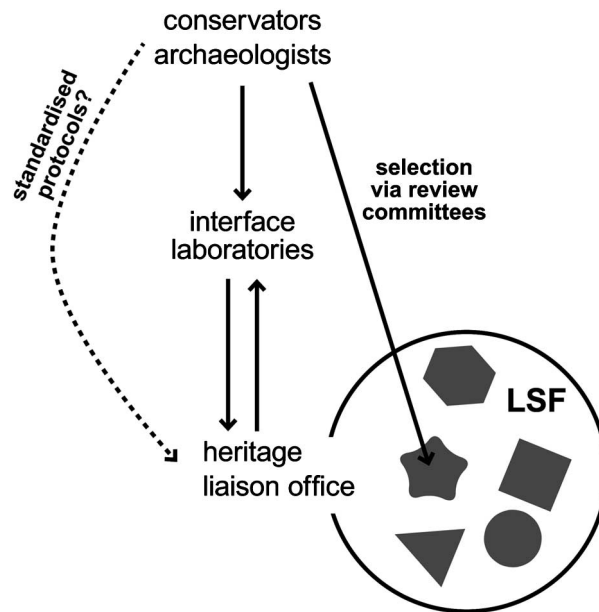 conservators
archaeologists
standardised
protocols?
selection
via review
committees
interface
laboratories
LSF
heritage
liaison office